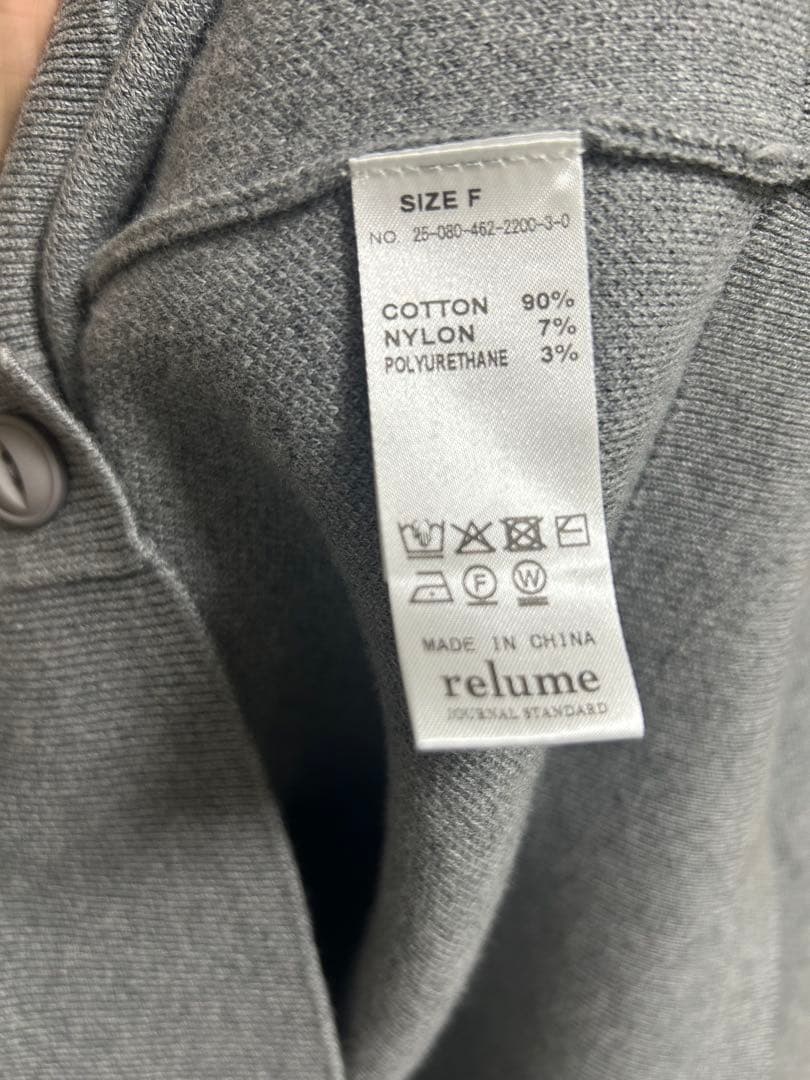 SIZE F
NO. 25-080-462-2200-3-0
COTTON 90%
NYLON 7%
POLYURETHANE 3%
F W
MADE IN CHINA
relume
JOURNAL STANDARD